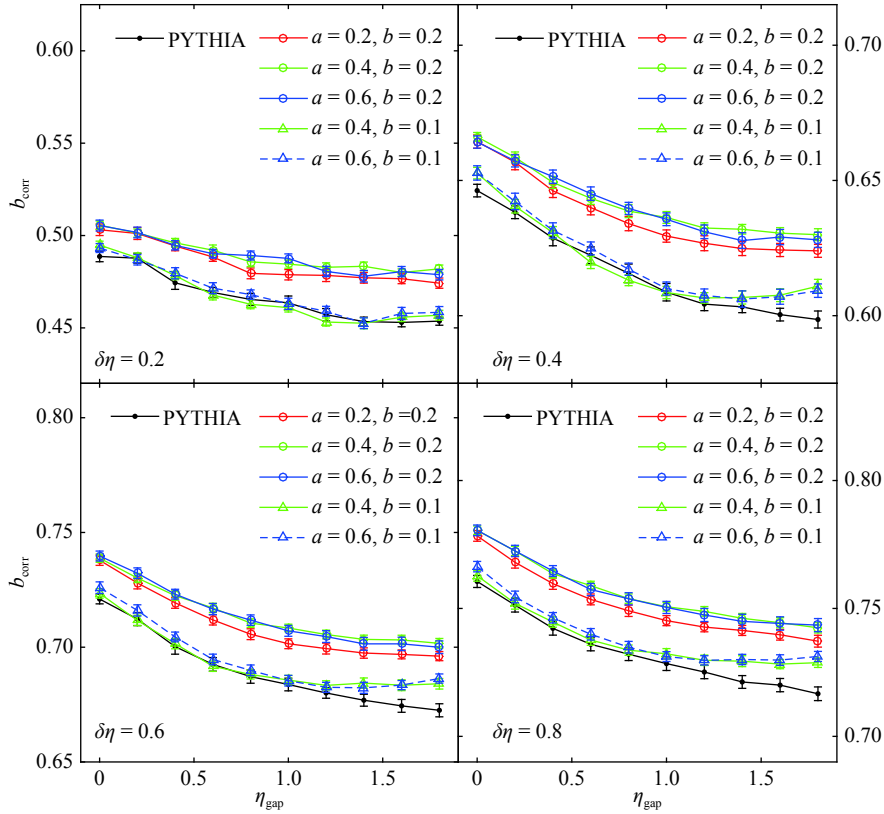 PYTHIA
a = 0.2, b = 0.2
a = 0.4, b = 0.2
a = 0.6, b = 0.2
a = 0.4, b = 0.1
a = 0.6, b = 0.1
0.60
0.55
0.50
0.45
b_corr
δη = 0.2
PYTHIA
a = 0.2, b = 0.2
a = 0.4, b = 0.2
a = 0.6, b = 0.2
a = 0.4, b = 0.1
a = 0.6, b = 0.1
0.70
0.65
0.60
δη = 0.4
PYTHIA
a = 0.2, b =0.2
a = 0.4, b = 0.2
a = 0.6, b = 0.2
a = 0.4, b = 0.1
a = 0.6, b = 0.1
0.80
0.75
0.70
0.65
b_corr
δη = 0.6
0 0.5 1.0 1.5
η_gap
PYTHIA
a = 0.2, b = 0.2
a = 0.4, b = 0.2
a = 0.6, b = 0.2
a = 0.4, b = 0.1
a = 0.6, b = 0.1
0.80
0.75
0.70
δη = 0.8
0 0.5 1.0 1.5
η_gap